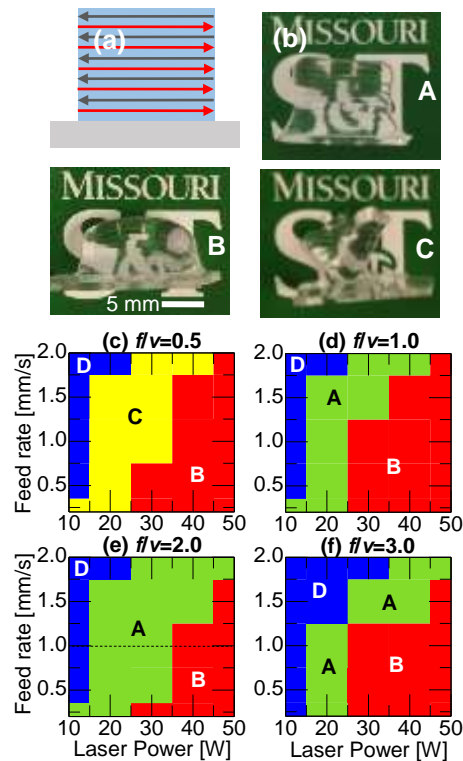 (a)
(b)
MISSOURI
S&T
A
MISSOURI
S&T
B
5 mm
MISSOURI
S&T
C
(c) f/v=0.5
Feed rate [mm/s]
2.0
1.5
1.0
0.5
D
C
B
10 20 30 40 50
(d) f/v=1.0
2.0
1.5
1.0
0.5
D
A
B
10 20 30 40 50
(e) f/v=2.0
Feed rate [mm/s]
2.0
1.5
1.0
0.5
D
A
B
10 20 30 40 50
Laser Power [W]
(f) f/v=3.0
2.0
1.5
1.0
0.5
D
A
A
B
10 20 30 40 50
Laser Power [W]